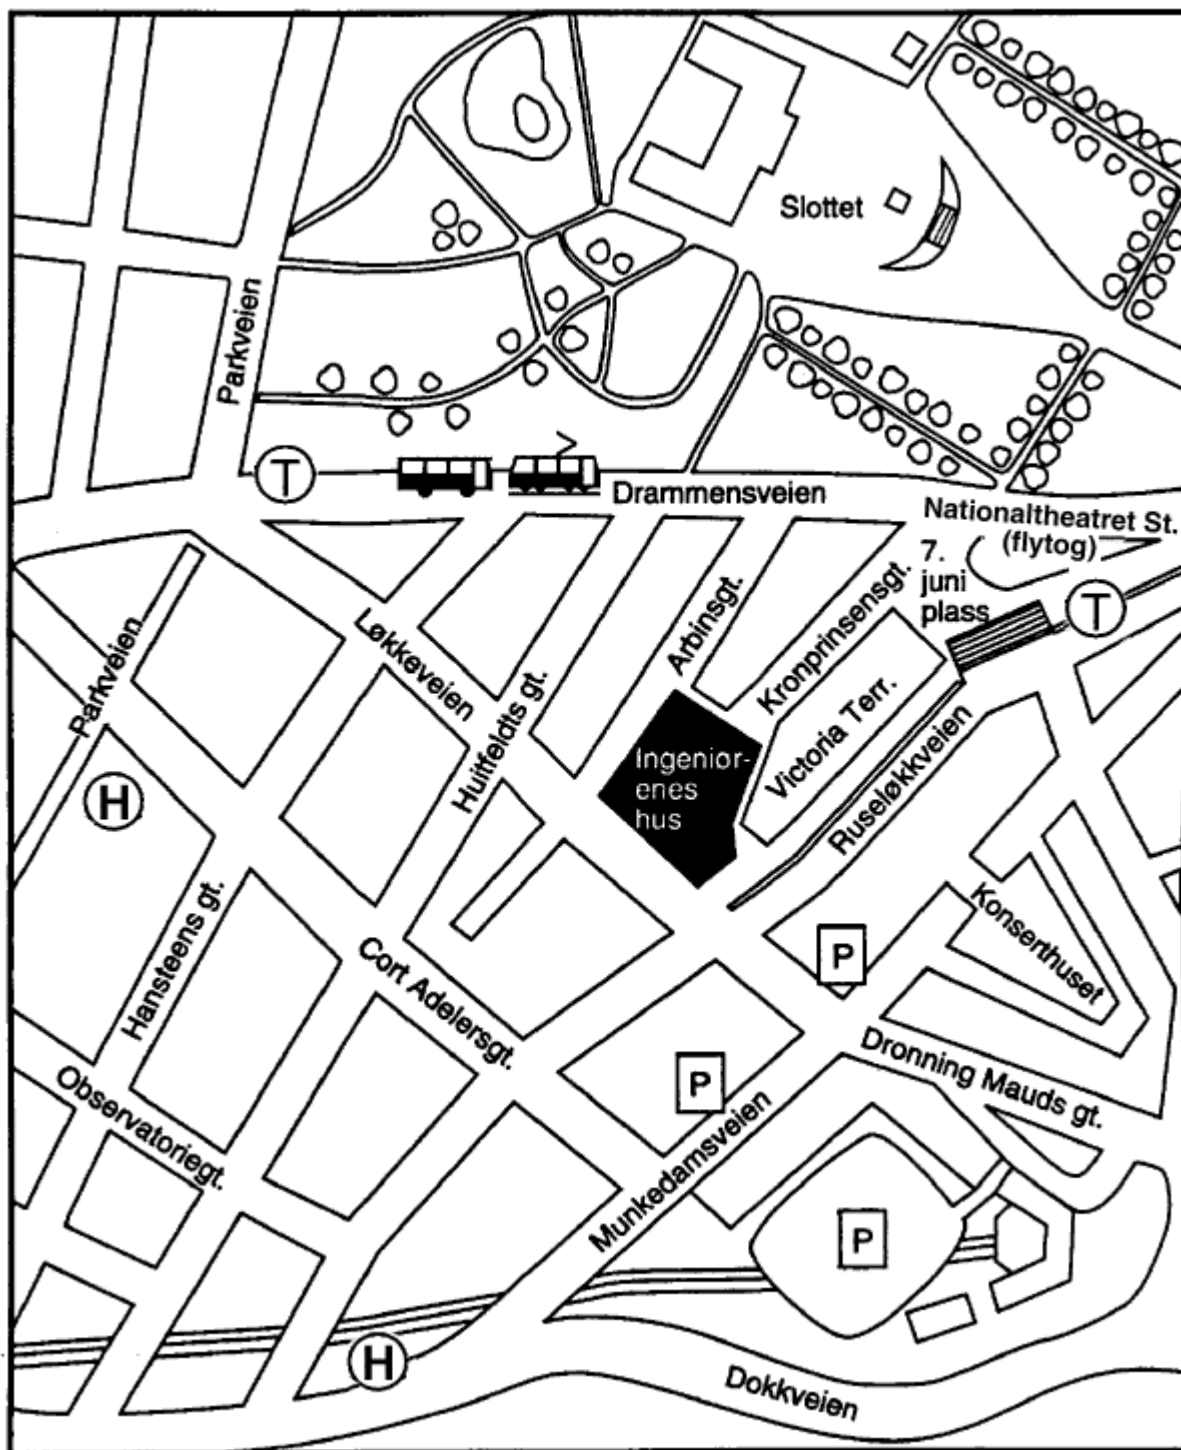 Slottet
Parkveien
T
Drammensveien
Nationaltheatret St.
(flytog)
7.
juni
plass
T
Løkkeveien
Arbinsgt.
Kronprinsensgt.
Parkveien
Huitfeldts gt.
Victoria Terr.
Ruseløkkveien
Ingeniør-
enes
hus
H
Hansteens gt.
Konserthuset
P
Cort Adelersgt.
Dronning Mauds gt.
P
Observatoriegt.
Munkedamsveien
P
H
Dokkveien